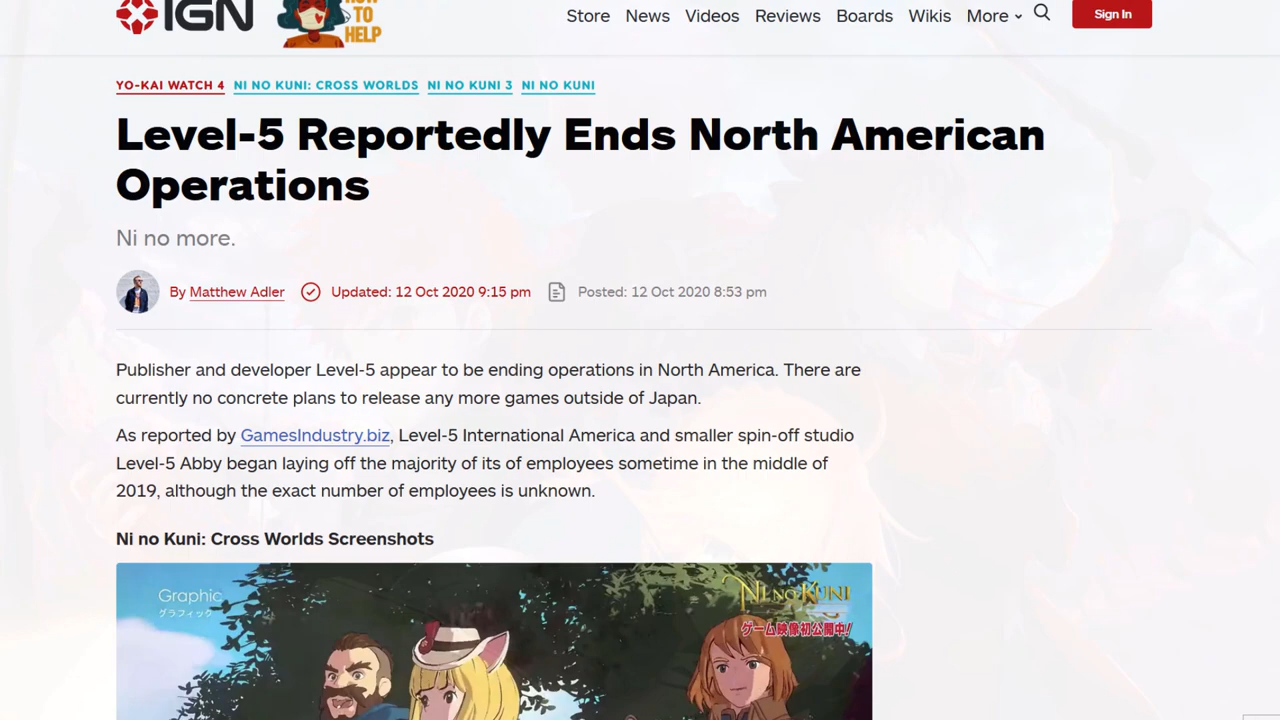 IGN
HOW
TO
HELP
Store News Videos Reviews Boards Wikis More
Sign In
YO-KAI WATCH 4 NI NO KUNI: CROSS WORLDS NI NO KUNI 3 NI NO KUNI
Level-5 Reportedly Ends North American
Operations
Ni no more.
By Matthew Adler Updated: 12 Oct 2020 9:15 pm Posted: 12 Oct 2020 8:53 pm
Publisher and developer Level-5 appear to be ending operations in North America. There are
currently no concrete plans to release any more games outside of Japan.
As reported by GamesIndustry.biz, Level-5 International America and smaller spin-off studio
Level-5 Abby began laying off the majority of its of employees sometime in the middle of
2019, although the exact number of employees is unknown.
Ni no Kuni: Cross Worlds Screenshots
Graphic
グラフィック
NI NO KUNI
ゲーム映像初公開中!